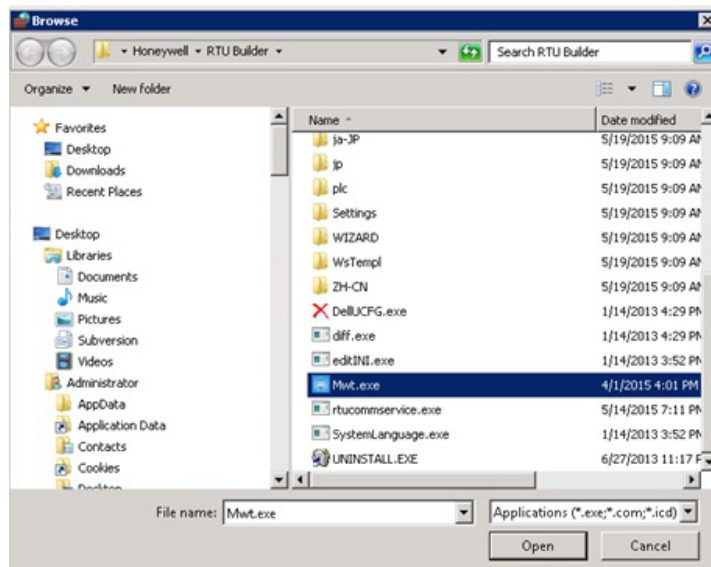 Browse
Honeywell RTU Builder
Search RTU Builder
Organize New folder
Favorites
Desktop
Downloads
Recent Places
Desktop
Libraries
Documents
Music
Pictures
Subversion
Videos
Administrator
AppData
Application Data
Contacts
Cookies
Name Date modified
ja-JP 5/19/2015 9:09 AM
jp 5/19/2015 9:09 AM
plc 5/19/2015 9:09 AM
Settings 5/19/2015 9:09 AM
WIZARD 5/19/2015 9:09 AM
WsTempl 5/19/2015 9:09 AM
ZH-CN 5/19/2015 9:09 AM
DellUCFG.exe 1/14/2013 4:29 PM
diff.exe 1/14/2013 4:29 PM
editINI.exe 1/14/2013 3:52 PM
Mwt.exe 4/1/2015 4:01 PM
rtucommservice.exe 5/14/2015 7:11 PM
SystemLanguage.exe 1/14/2013 3:52 PM
UNINSTALL.EXE 6/27/2013 11:17
File name: Mwt.exe Applications (*.exe;*.com;*.icd)
Open Cancel